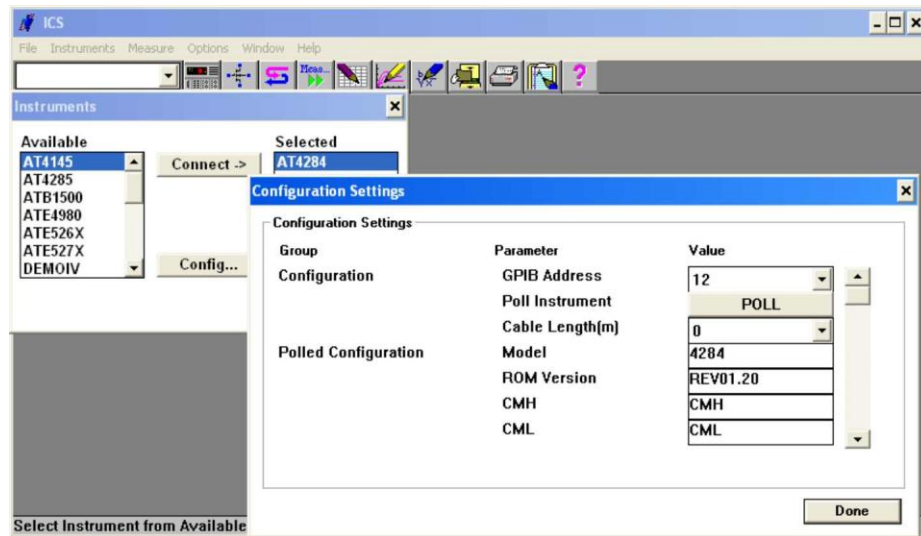 ICS
File Instruments Measure Options Window Help
Meas...
?
Instruments
Available Selected
AT4145 Connect -> AT4284
AT4285
ATB1500
ATE4980
ATE526X
ATE527X
DEMOIV Config...
Configuration Settings
Configuration Settings
Group Parameter Value
Configuration GPIB Address 12
Poll Instrument POLL
Cable Length(m) 0
Polled Configuration Model 4284
ROM Version REV01.20
CMH CMH
CML CML
Done
Select Instrument from Available